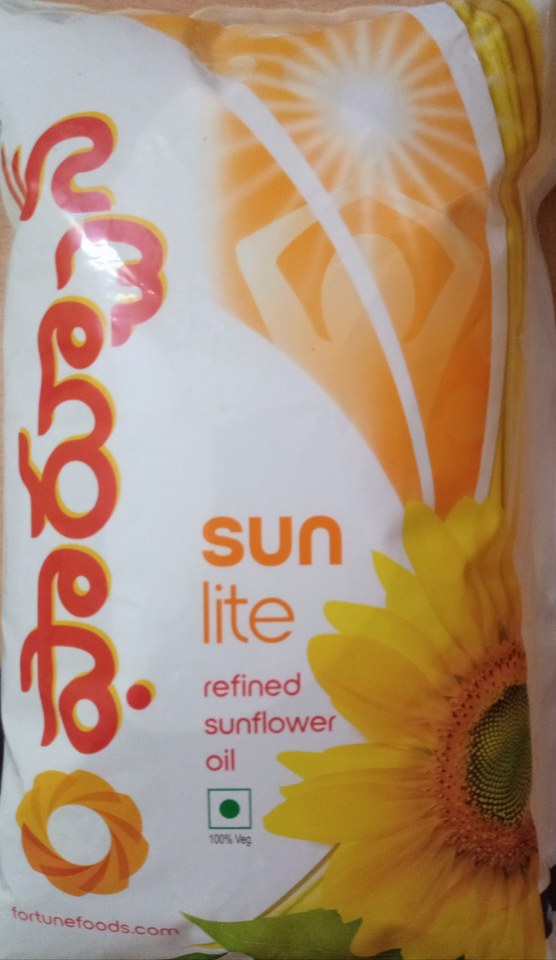 ಫಾರ್ಚೂನ್
sun
lite
refined
sunflower
oil
100% Veg
fortunefoods.com